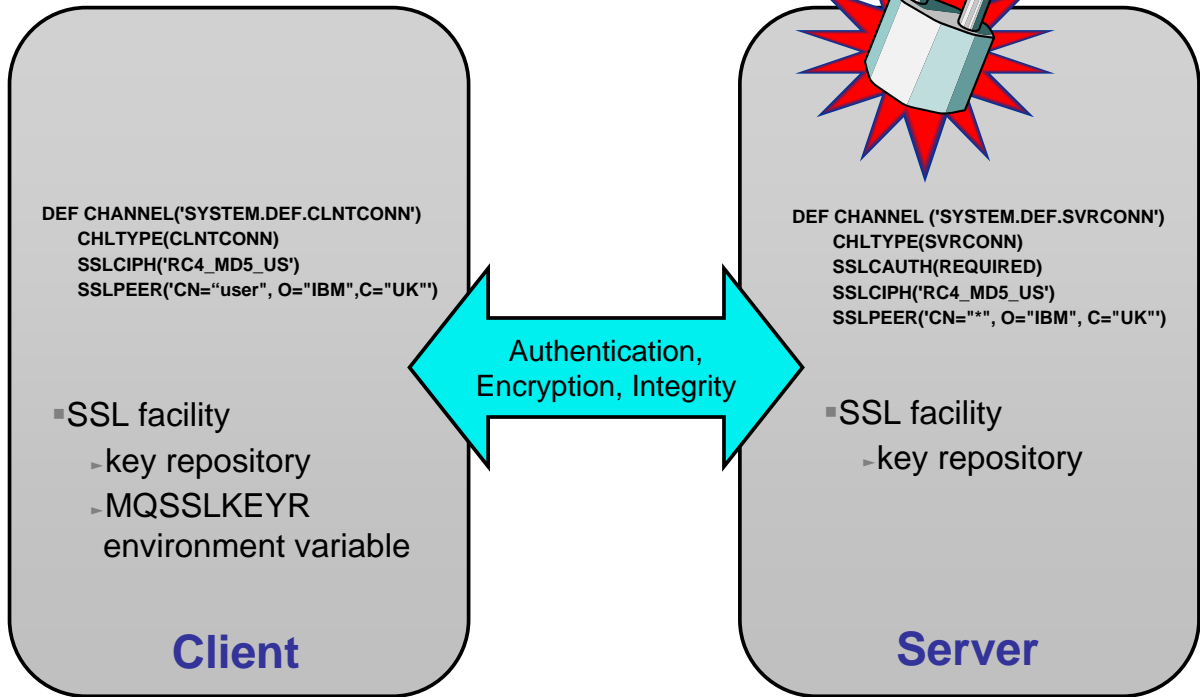 DEF CHANNEL('SYSTEM.DEF.CLNTCONN')
CHLTYPE(CLNTCONN)
SSLCIPH('RC4_MD5_US')
SSLPEER('CN=“user", O="IBM",C="UK"')
▪SSL facility
►key repository
►MQSSLKEYR
environment variable
Client
Authentication,
Encryption, Integrity
DEF CHANNEL ('SYSTEM.DEF.SVRCONN')
CHLTYPE(SVRCONN)
SSLCAUTH(REQUIRED)
SSLCIPH('RC4_MD5_US')
SSLPEER('CN="*", O="IBM", C="UK"')
▪SSL facility
►key repository
Server